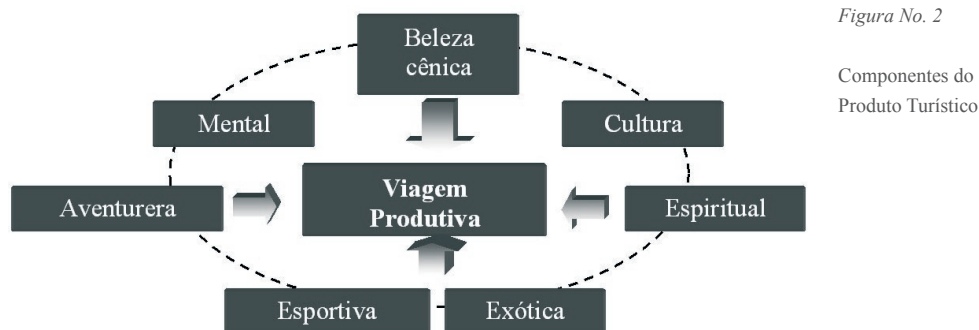 Figura No. 2
Componentes do
Produto Turístico
Beleza
cênica
Mental
Cultura
Aventurera
Viagem
Produtiva
Espiritual
Esportiva
Exótica